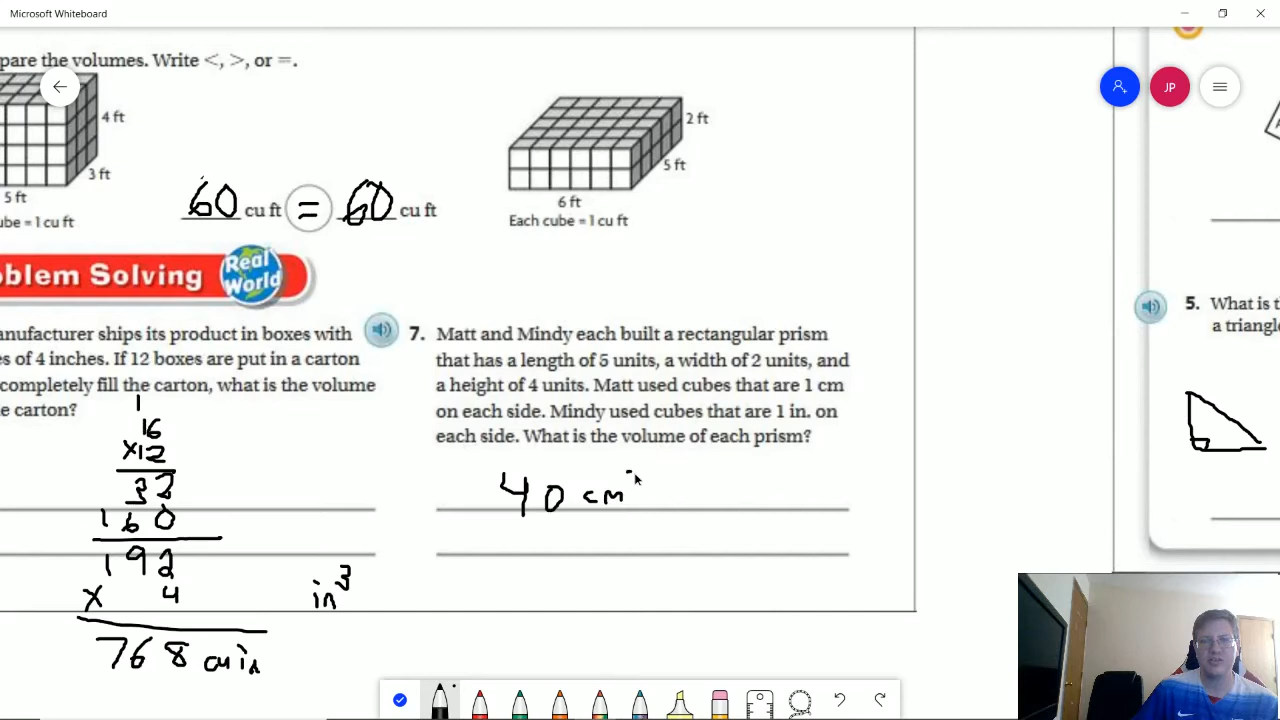 Microsoft Whiteboard
JP
pare the volumes. Write <, >, or =.
4 ft
3 ft
5 ft
ube = 1 cu ft
60 cu ft = 60 cu ft
2 ft
5 ft
6 ft
Each cube = 1 cu ft
oblem Solving
Real
World
anufacturer ships its product in boxes with
es of 4 inches. If 12 boxes are put in a carton
completely fill the carton, what is the volume
e carton?
1
16
x12
32
160
192
x 4
768 cu in
in³
7. Matt and Mindy each built a rectangular prism
that has a length of 5 units, a width of 2 units, and
a height of 4 units. Matt used cubes that are 1 cm
on each side. Mindy used cubes that are 1 in. on
each side. What is the volume of each prism?
40 cm
5. What is t
a triangle